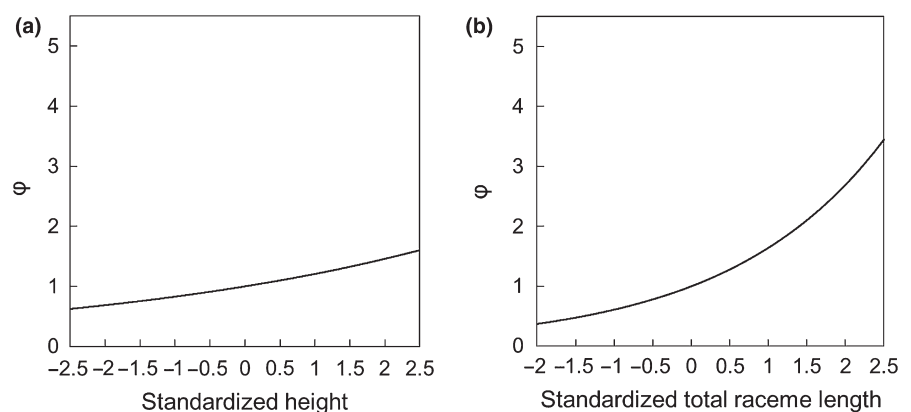 (a)
5
4
3
2
1
0
φ
−2.5 −2 −1.5 −1 −0.5 0 0.5 1 1.5 2 2.5
Standardized height
(b)
5
4
3
2
1
0
φ
−2 −1.5 −1 −0.5 0 0.5 1 1.5 2 2.5
Standardized total raceme length